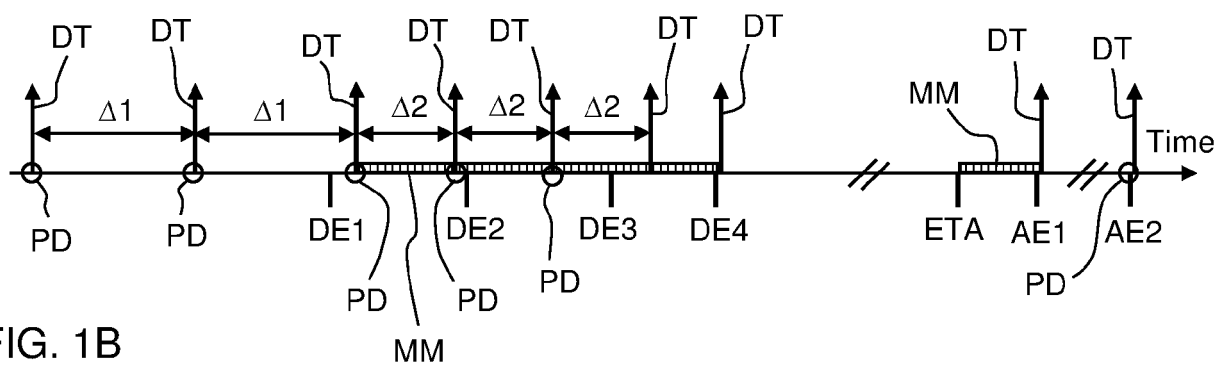 DT DT DT DT DT DT DT DT DT
MM
Δ1 Δ1 Δ2 Δ2 Δ2
Time
PD PD DE1 DE2 DE3 DE4 ETA AE1 AE2
PD PD PD PD
MM
FIG. 1B